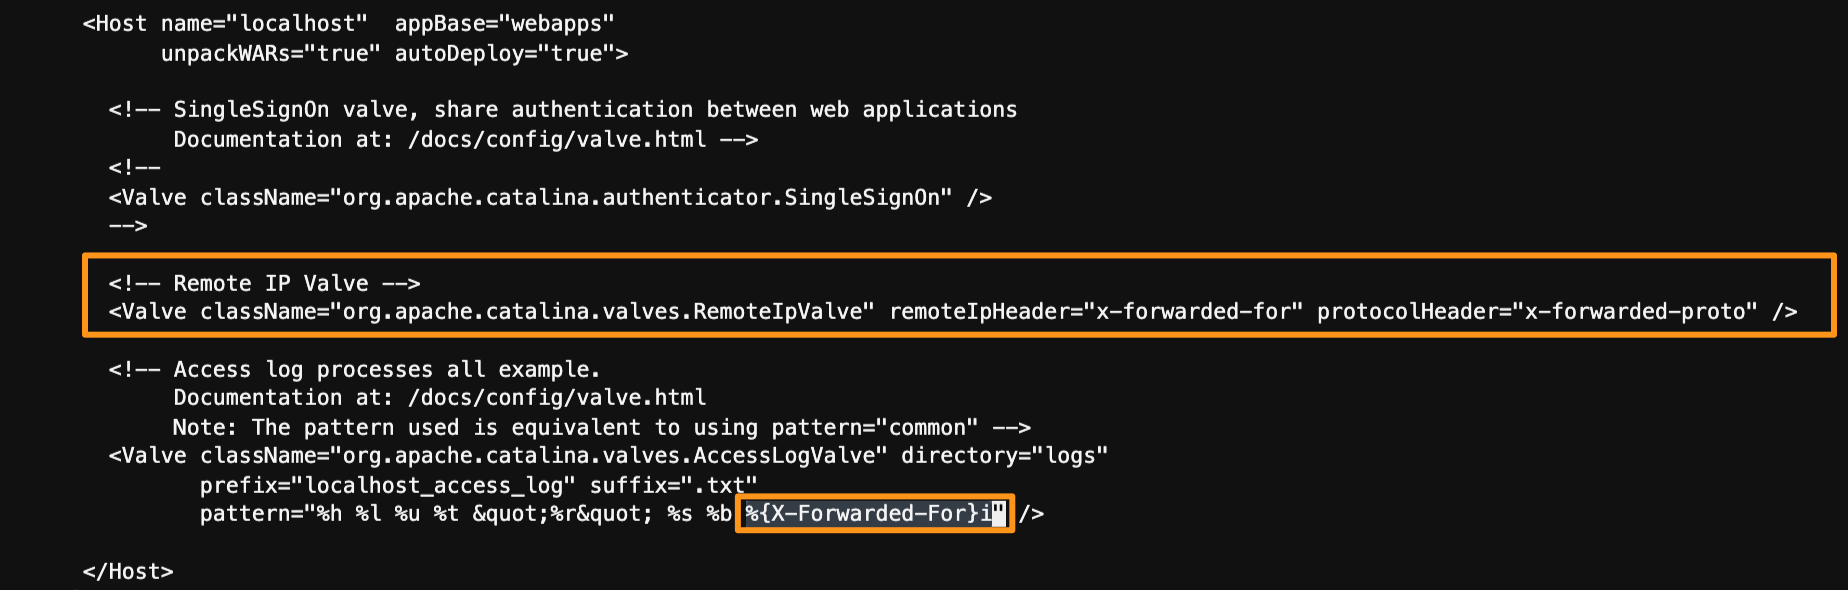 <Host name="localhost"  appBase="webapps"
      unpackWARs="true" autoDeploy="true">
  <!-- SingleSignOn valve, share authentication between web applications
       Documentation at: /docs/config/valve.html -->
  <!--
  <Valve className="org.apache.catalina.authenticator.SingleSignOn" />
  -->
  <!-- Remote IP Valve -->
  <Valve className="org.apache.catalina.valves.RemoteIpValve" remoteIpHeader="x-forwarded-for" protocolHeader="x-forwarded-proto" />
  <!-- Access log processes all example.
       Documentation at: /docs/config/valve.html
       Note: The pattern used is equivalent to using pattern="common" -->
  <Valve className="org.apache.catalina.valves.AccessLogValve" directory="logs"
         prefix="localhost_access_log" suffix=".txt"
         pattern="%h %l %u %t &quot;%r&quot; %s %b %{X-Forwarded-For}i" />
</Host>